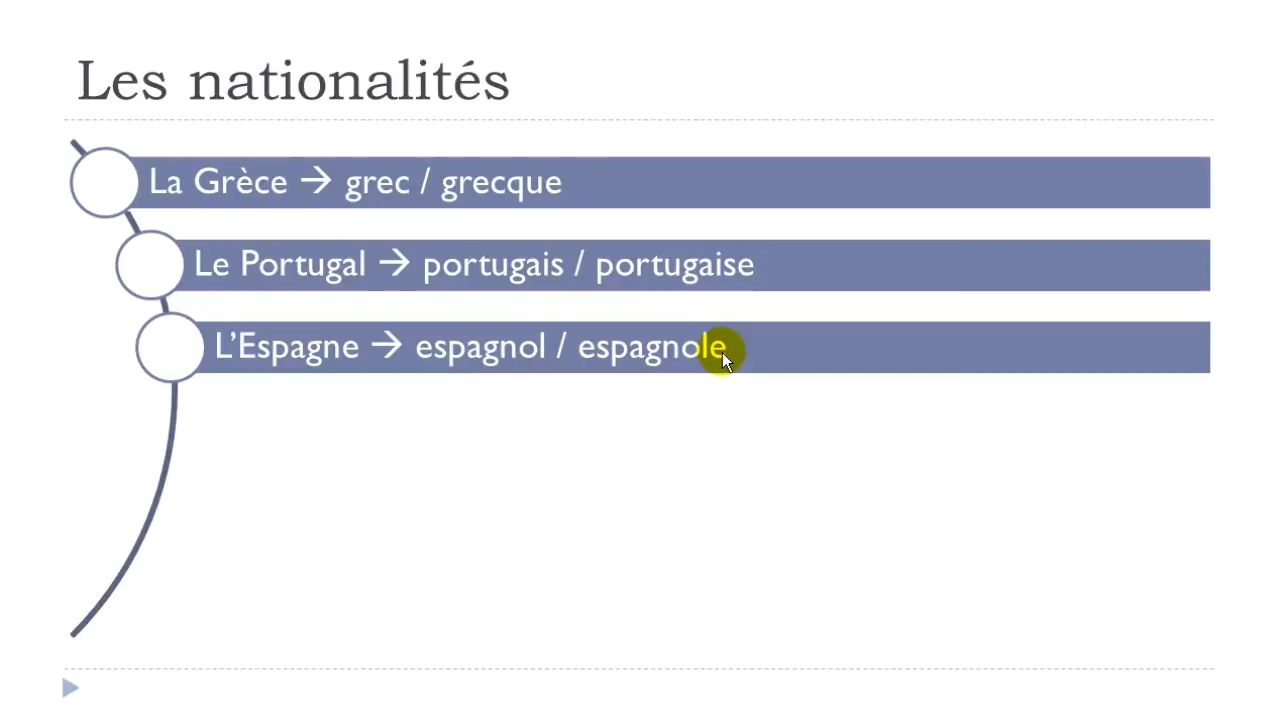 Les nationalités
La Grèce → grec / grecque
Le Portugal → portugais / portugaise
L’Espagne → espagnol / espagnole